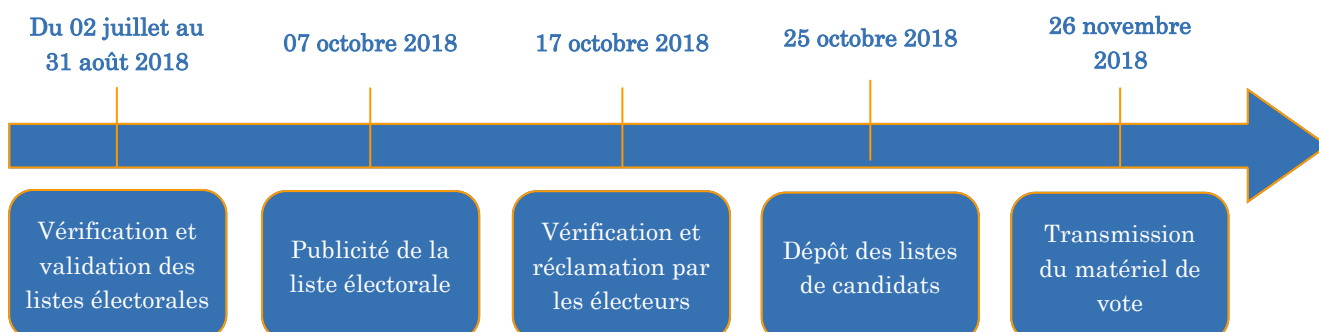 Du 02 juillet au
31 août 2018
07 octobre 2018
17 octobre 2018
25 octobre 2018
26 novembre
2018
Vérification et
validation des
listes électorales
Publicité de la
liste électorale
Vérification et
réclamation par
les électeurs
Dépôt des listes
de candidats
Transmission
du matériel de
vote